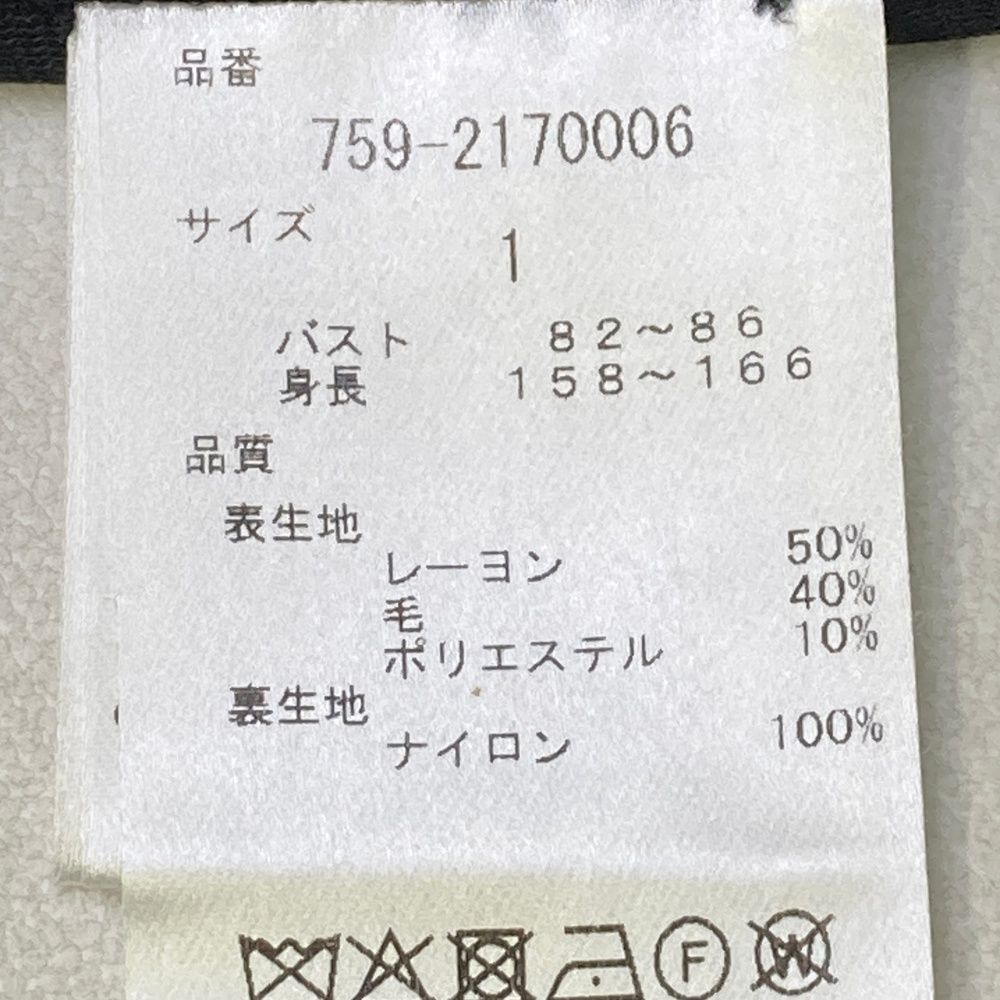 品番
759-2170006
サイズ
1
バスト 82～86
身長 158～166
品質
表生地
レーヨン 50%
毛 40%
ポリエステル 10%
裏生地
ナイロン 100%
F W